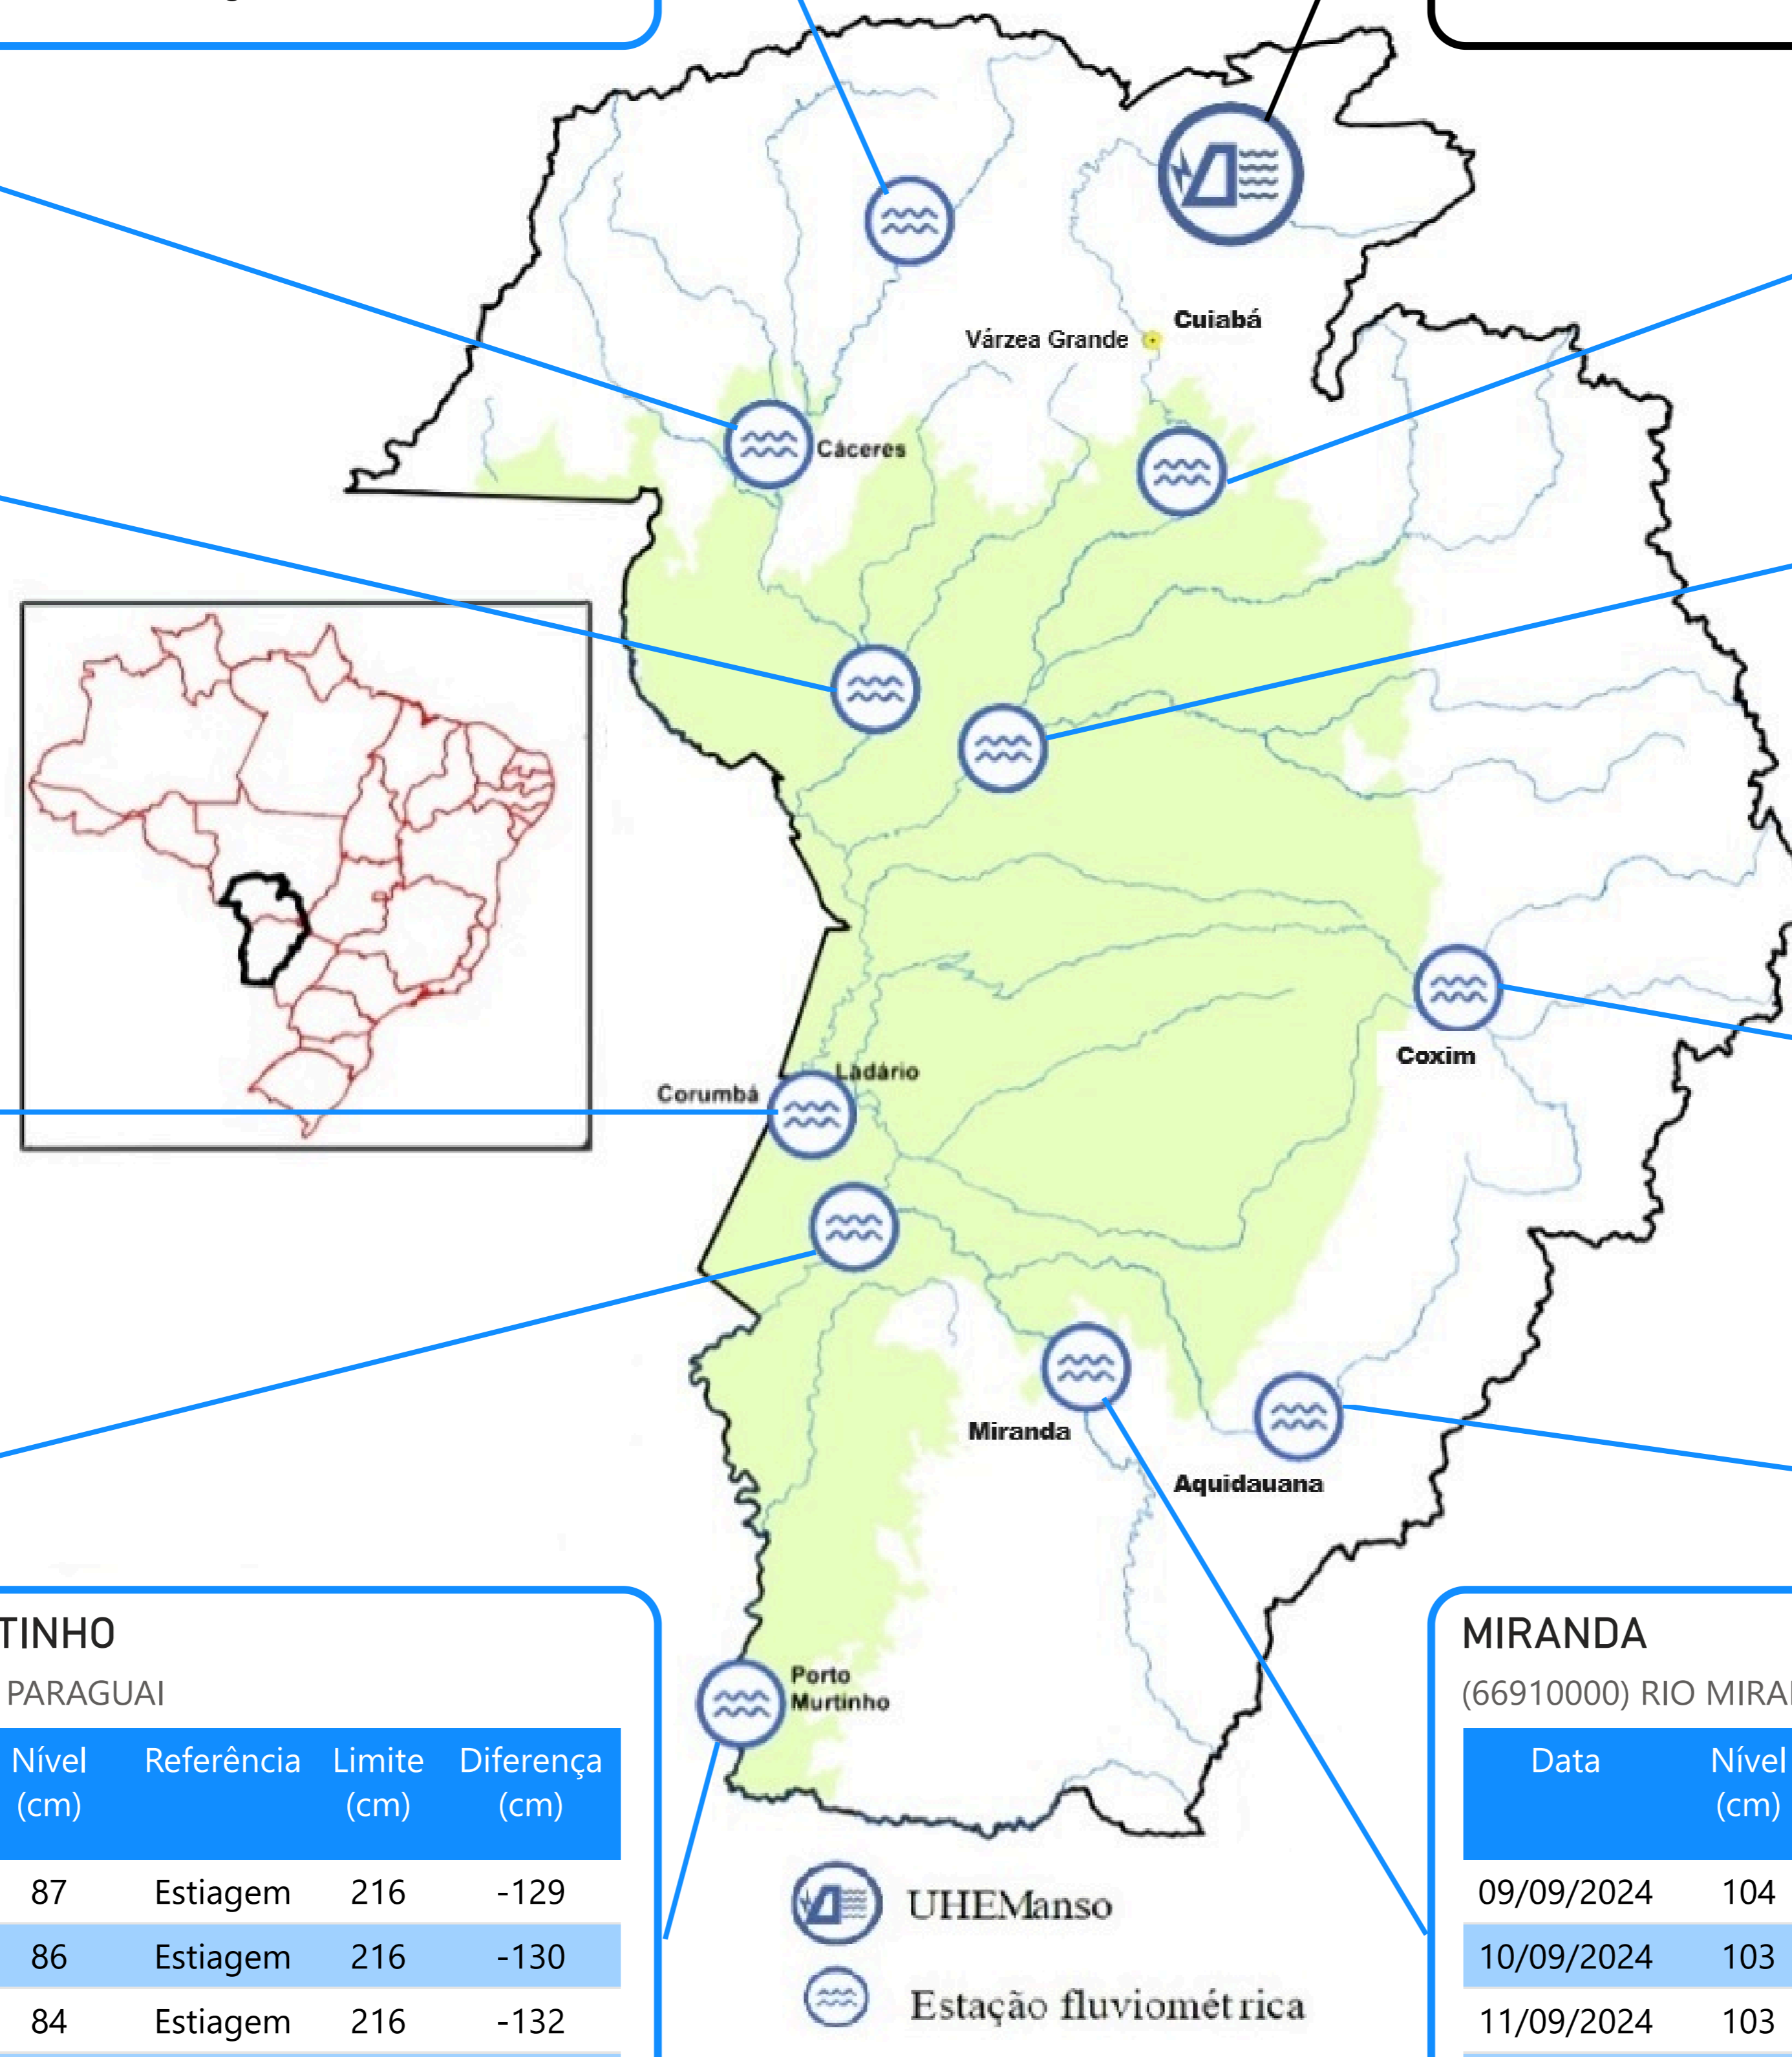 Cuiabá
Várzea Grande
Cáceres
Coxim
Ladário
Corumbá
Miranda
Aquidauana
Porto
Murtinho
TINHO
PARAGUAI
Nível (cm) Referência Limite (cm) Diferença (cm)
87 Estiagem 216 -129
86 Estiagem 216 -130
84 Estiagem 216 -132
UHEManso
Estação fluviométrica
MIRANDA
(66910000) RIO MIRA
Data Nível (cm)
09/09/2024 104
10/09/2024 103
11/09/2024 103